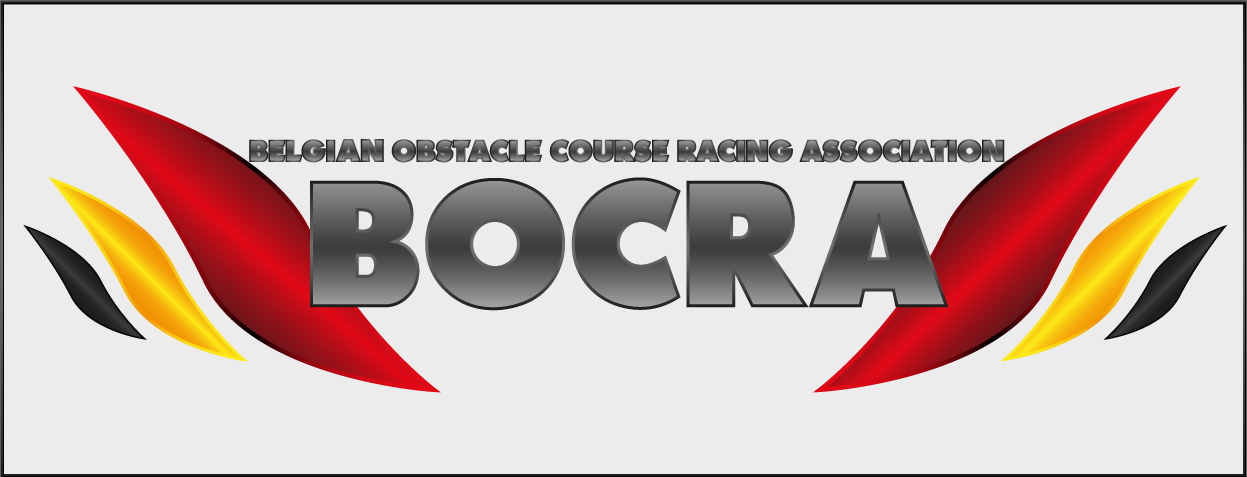 BELGIAN OBSTACLE COURSE RACING ASSOCIATION
BOCRA